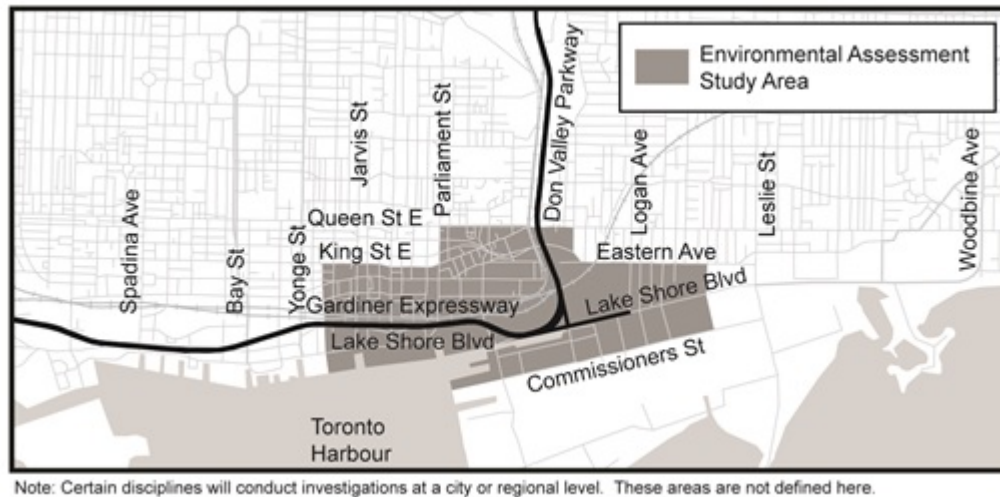 Environmental Assessment
Study Area
Don Valley Parkway
Parliament St
Jarvis St
Logan Ave
Leslie St
Woodbine Ave
Queen St E
King St E
Eastern Ave
Spadina Ave
Bay St
Yonge St
Gardiner Expressway
Lake Shore Blvd
Lake Shore Blvd
Commissioners St
Toronto
Harbour
Note: Certain disciplines will conduct investigations at a city or regional level. These areas are not defined here.